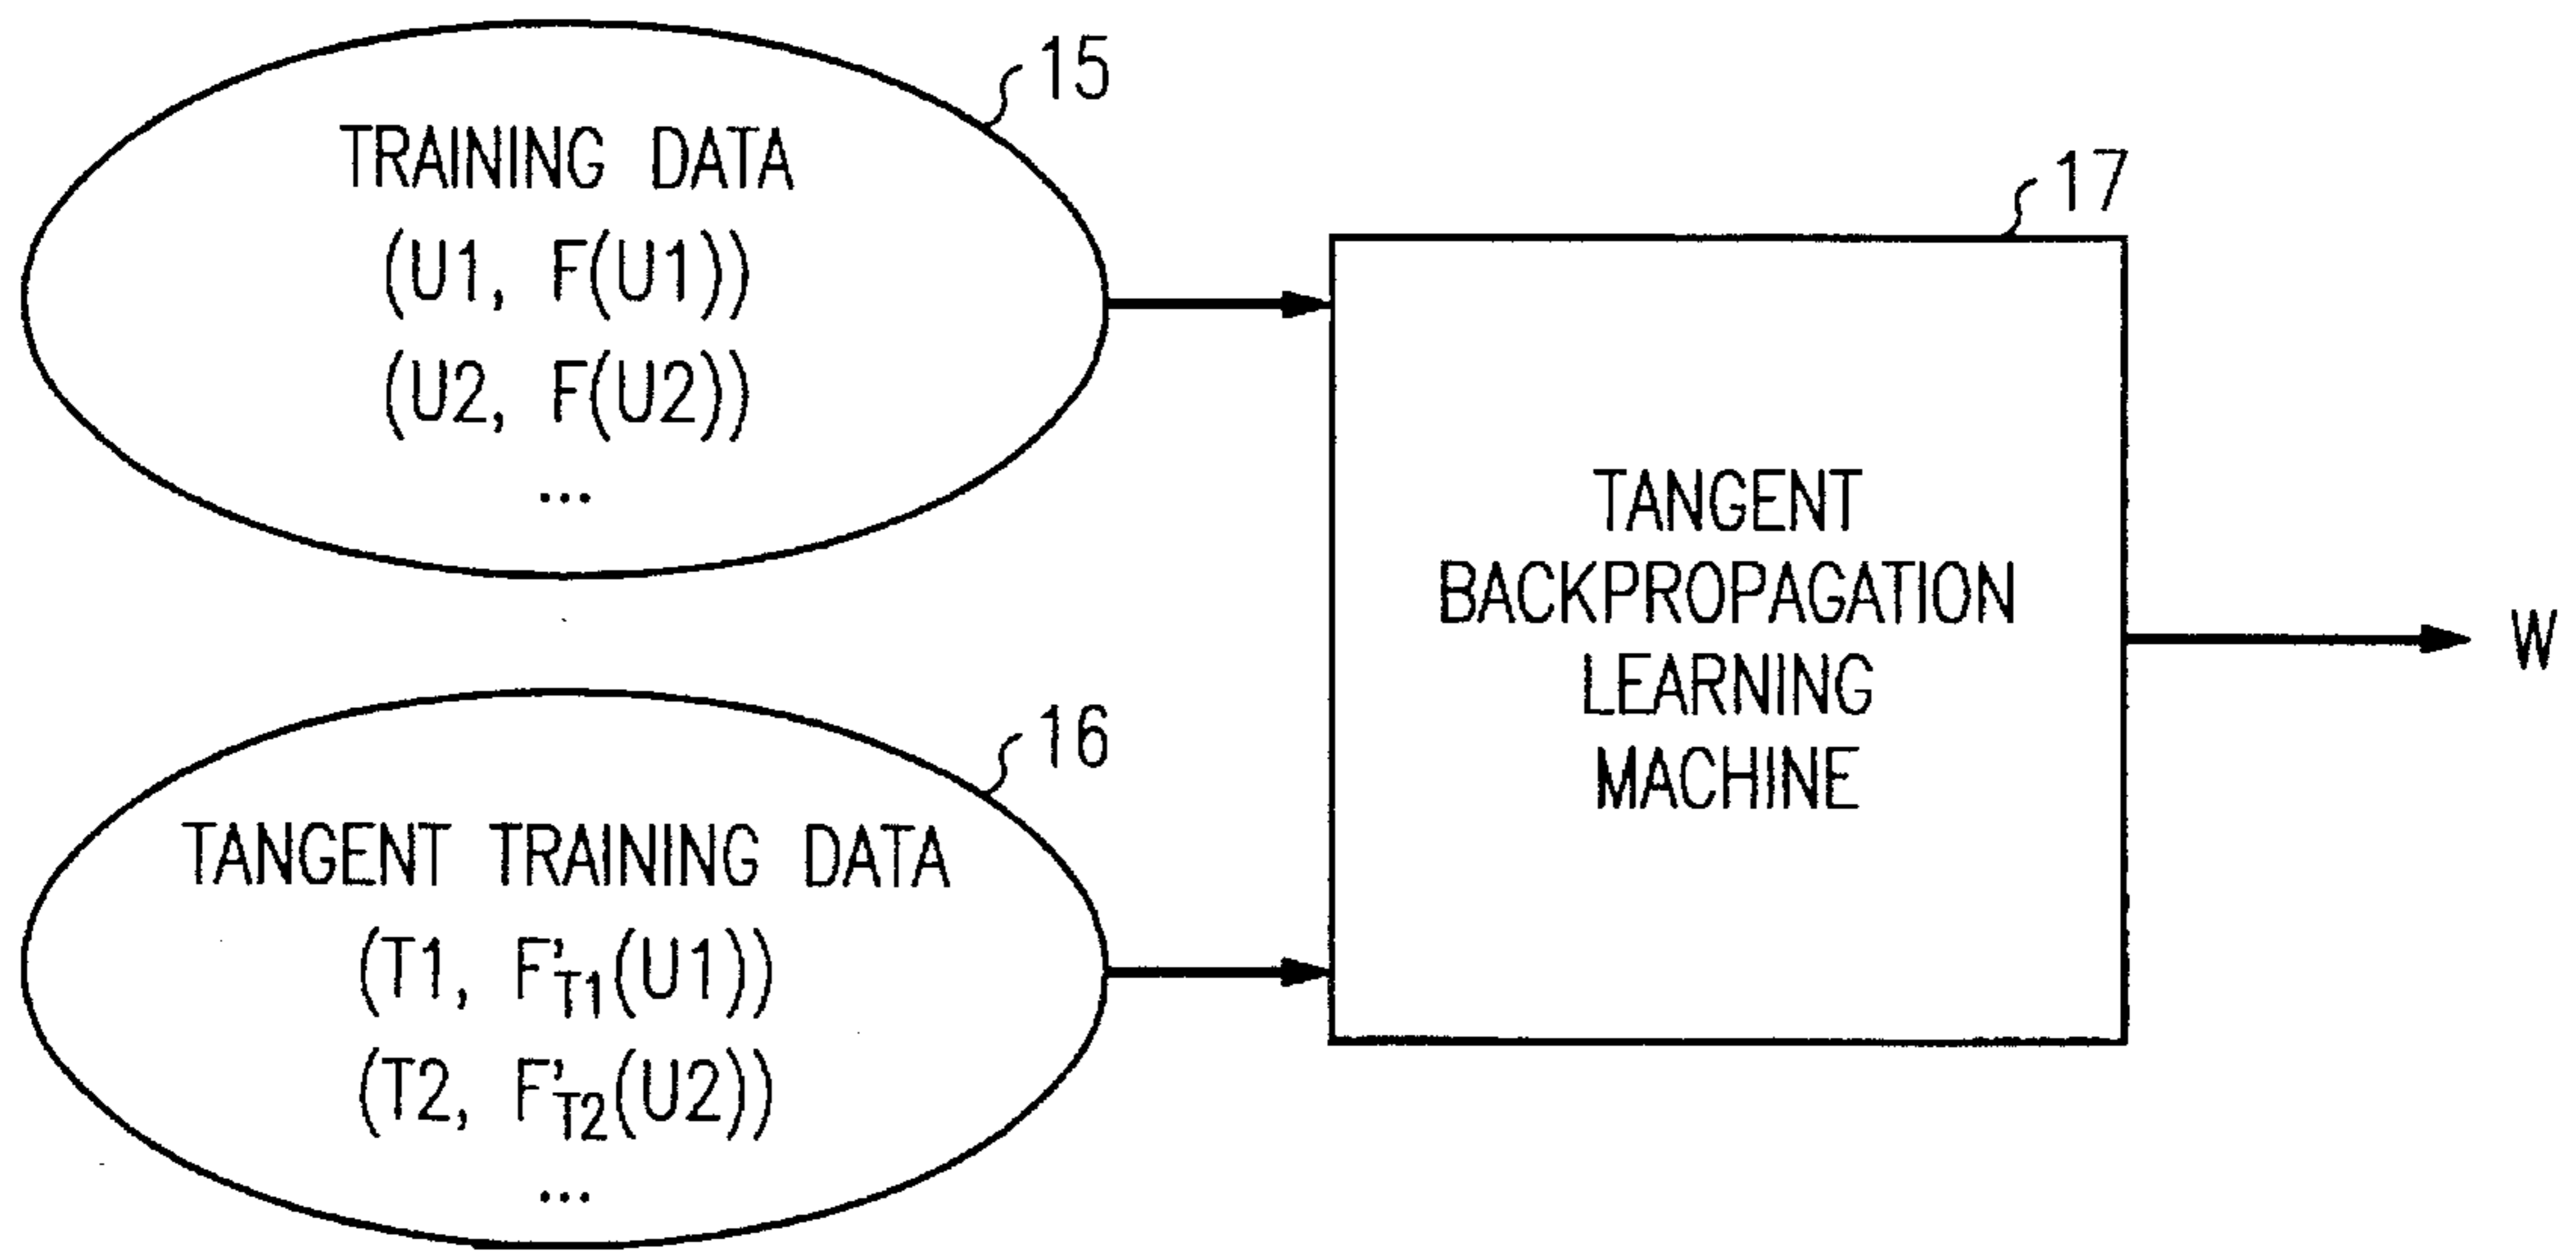 15
TRAINING DATA
(U1, F(U1))
(U2, F(U2))
...
16
TANGENT TRAINING DATA
(T1, F'T1(U1))
(T2, F'T2(U2))
...
17
TANGENT
BACKPROPAGATION
LEARNING
MACHINE
W